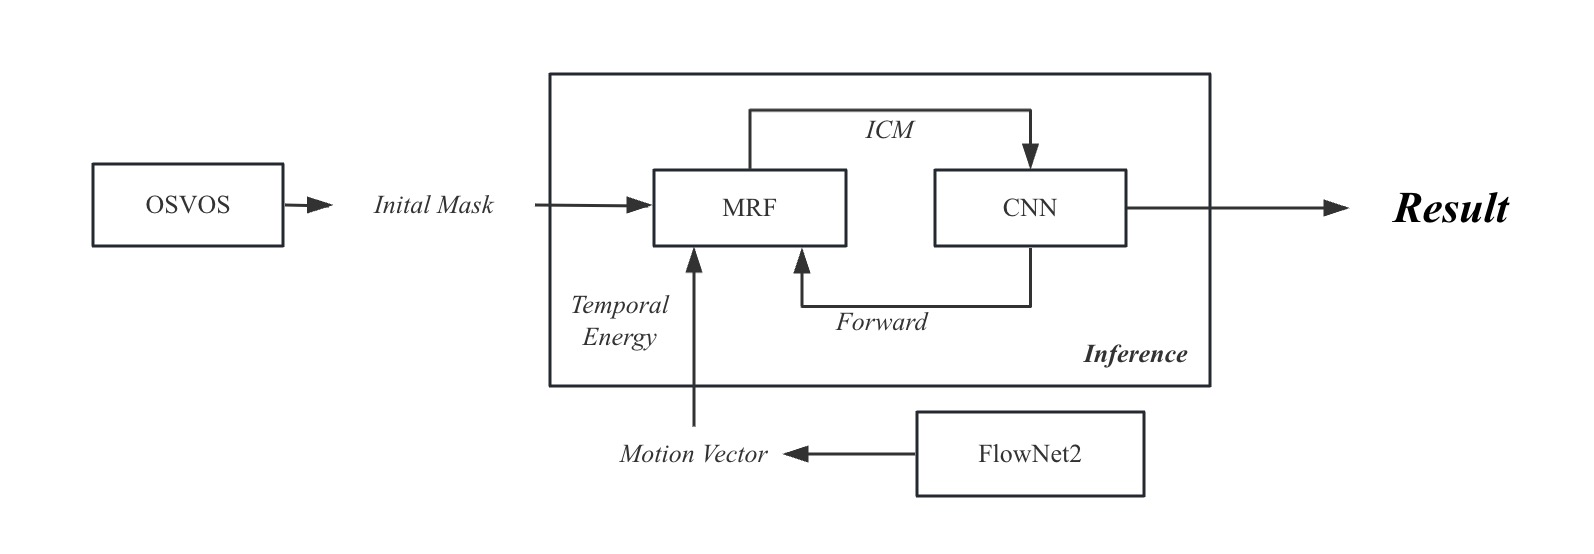 ICM
OSVOS
Inital Mask
MRF
CNN
Result
Temporal
Energy
Forward
Inference
Motion Vector
FlowNet2